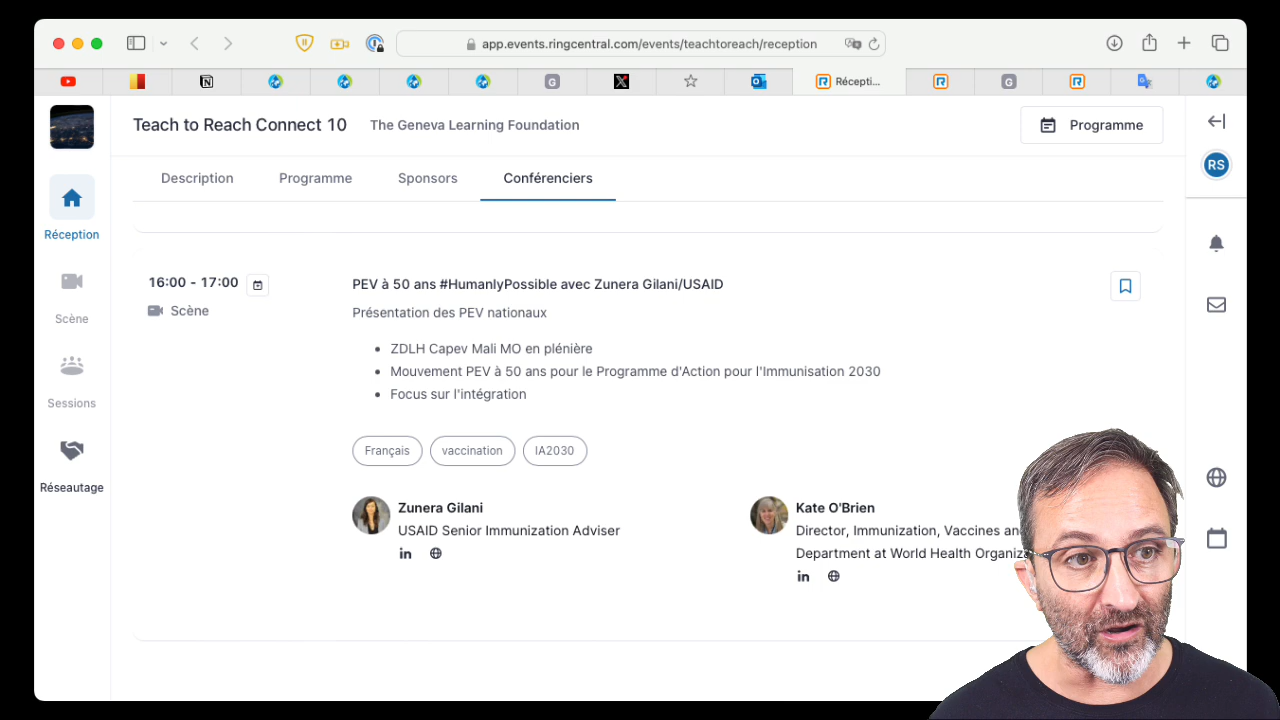 app.events.ringcentral.com/events/teachtoreach/reception
G
Récepti...
G
Teach to Reach Connect 10
The Geneva Learning Foundation
Programme
RS
Description
Programme
Sponsors
Conférenciers
Réception
Scène
Sessions
Réseautage
16:00 - 17:00
Scène
PEV à 50 ans #HumanlyPossible avec Zunera Gilani/USAID
Présentation des PEV nationaux
ZDLH Capev Mali MO en plénière
Mouvement PEV à 50 ans pour le Programme d'Action pour l'Immunisation 2030
Focus sur l'intégration
Français
vaccination
IA2030
Zunera Gilani
USAID Senior Immunization Adviser
in
Kate O'Brien
Director, Immunization, Vaccines
Department at World Health
in